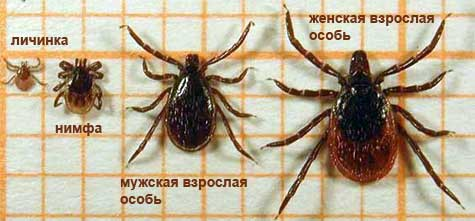 личинка
нимфа
мужская взрослая
особь
женская взрослая
особь